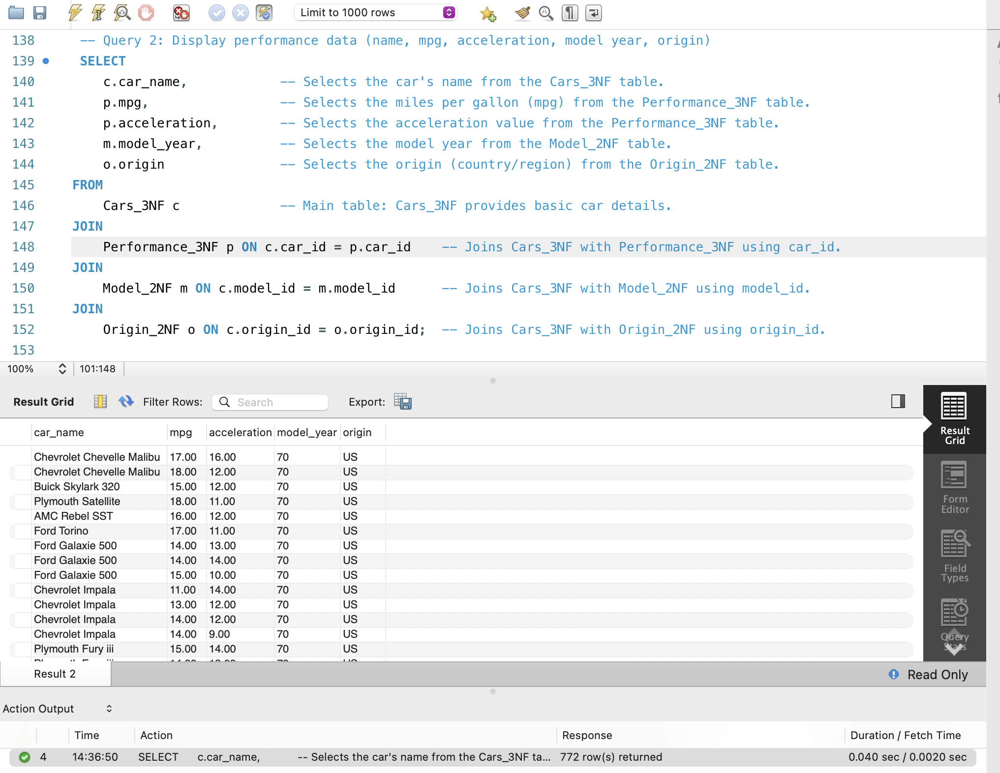 Limit to 1000 rows
138 -- Query 2: Display performance data (name, mpg, acceleration, model year, origin)
139 SELECT
140 c.car_name, -- Selects the car's name from the Cars_3NF table.
141 p.mpg, -- Selects the miles per gallon (mpg) from the Performance_3NF table.
142 p.acceleration, -- Selects the acceleration value from the Performance_3NF table.
143 m.model_year, -- Selects the model year from the Model_2NF table.
144 o.origin -- Selects the origin (country/region) from the Origin_2NF table.
145 FROM
146 Cars_3NF c -- Main table: Cars_3NF provides basic car details.
147 JOIN
148 Performance_3NF p ON c.car_id = p.car_id -- Joins Cars_3NF with Performance_3NF using car_id.
149 JOIN
150 Model_2NF m ON c.model_id = m.model_id -- Joins Cars_3NF with Model_2NF using model_id.
151 JOIN
152 Origin_2NF o ON c.origin_id = o.origin_id; -- Joins Cars_3NF with Origin_2NF using origin_id.
153
100% 101:148
Result Grid Filter Rows: Search Export:
car_name mpg acceleration model_year origin
Chevrolet Chevelle Malibu 17.00 16.00 70 US
Chevrolet Chevelle Malibu 18.00 12.00 70 US
Buick Skylark 320 15.00 12.00 70 US
Plymouth Satellite 18.00 11.00 70 US
AMC Rebel SST 16.00 12.00 70 US
Ford Torino 17.00 11.00 70 US
Ford Galaxie 500 14.00 13.00 70 US
Ford Galaxie 500 14.00 14.00 70 US
Ford Galaxie 500 15.00 10.00 70 US
Chevrolet Impala 11.00 14.00 70 US
Chevrolet Impala 13.00 12.00 70 US
Chevrolet Impala 14.00 12.00 70 US
Chevrolet Impala 14.00 9.00 70 US
Plymouth Fury iii 15.00 14.00 70 US
Result
Grid
Form
Editor
Field
Types
Query
Stats
Result 2 Read Only
Action Output
Time Action Response Duration / Fetch Time
4 14:36:50 SELECT c.car_name, -- Selects the car's name from the Cars_3NF ta... 772 row(s) returned 0.040 sec / 0.0020 sec